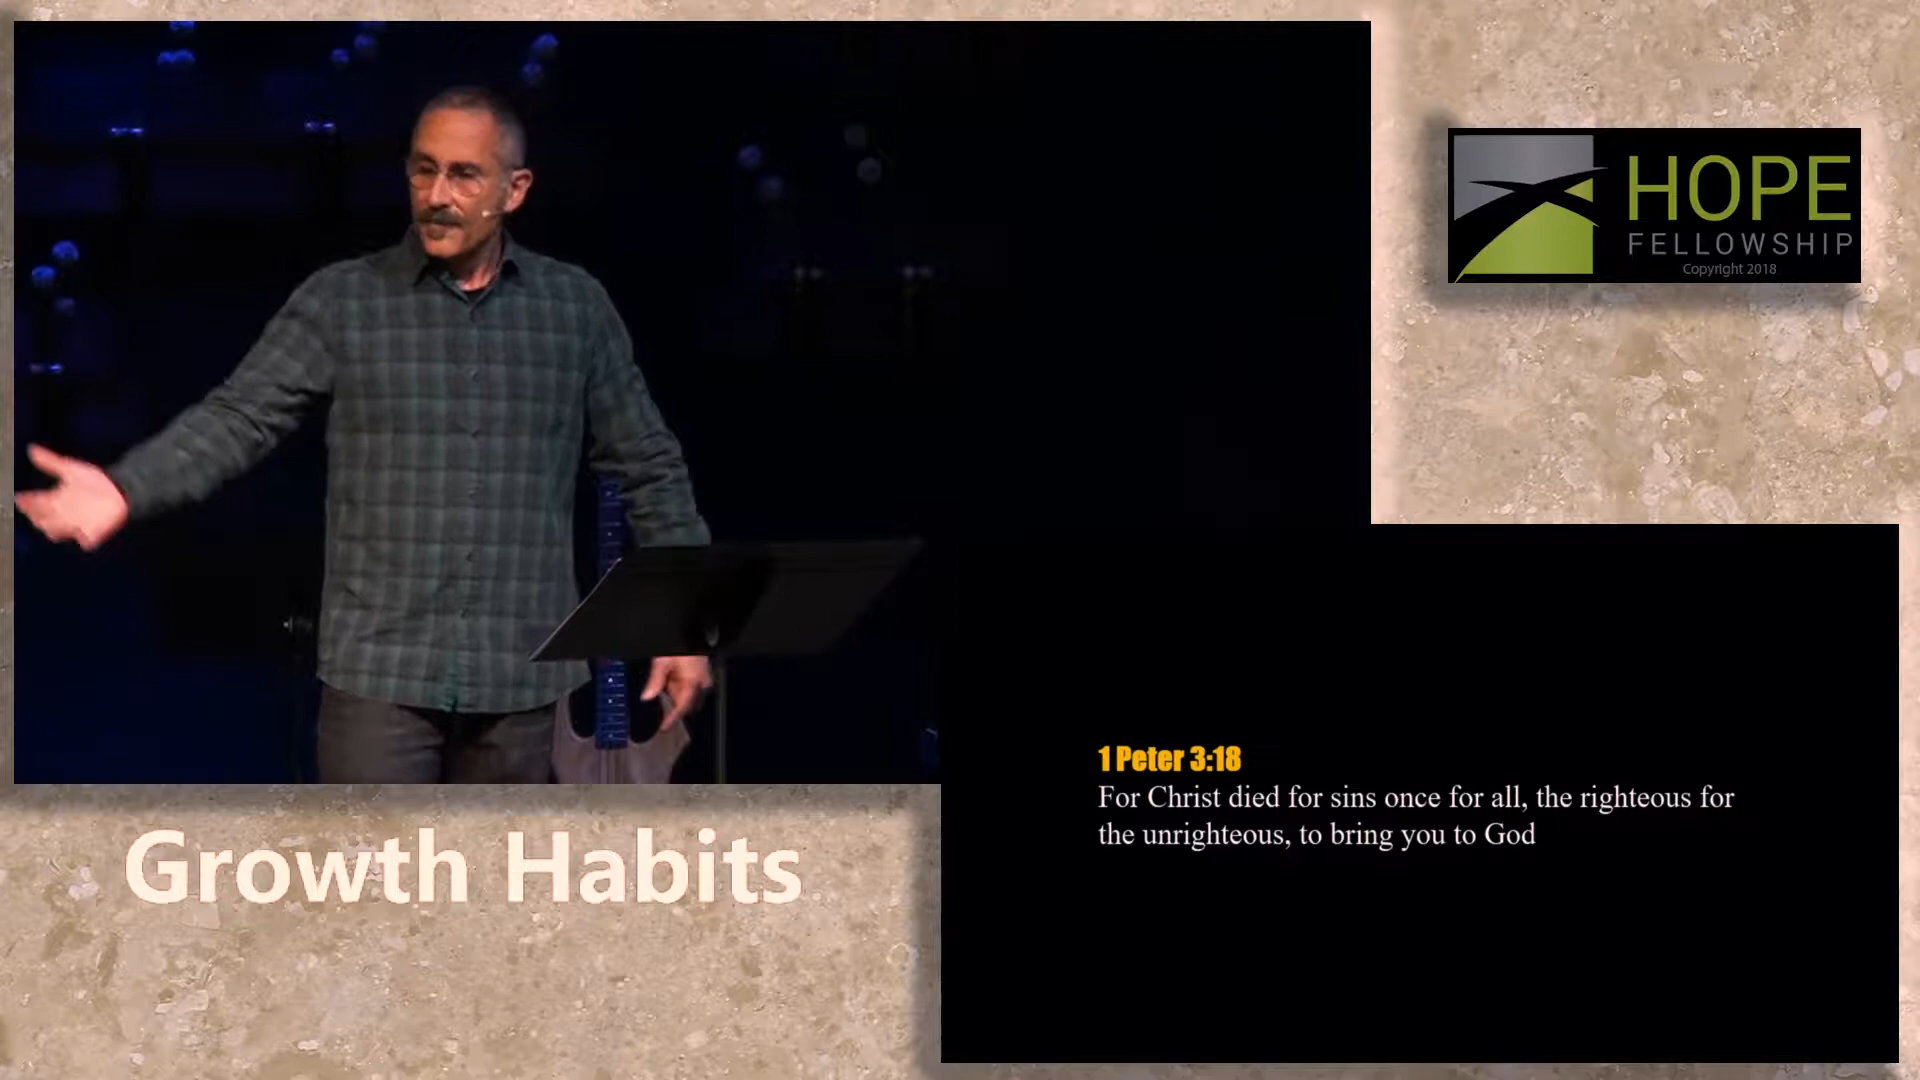 HOPE
FELLOWSHIP
Copyright 2018
1 Peter 3:18
For Christ died for sins once for all, the righteous for
the unrighteous, to bring you to God
Growth Habits